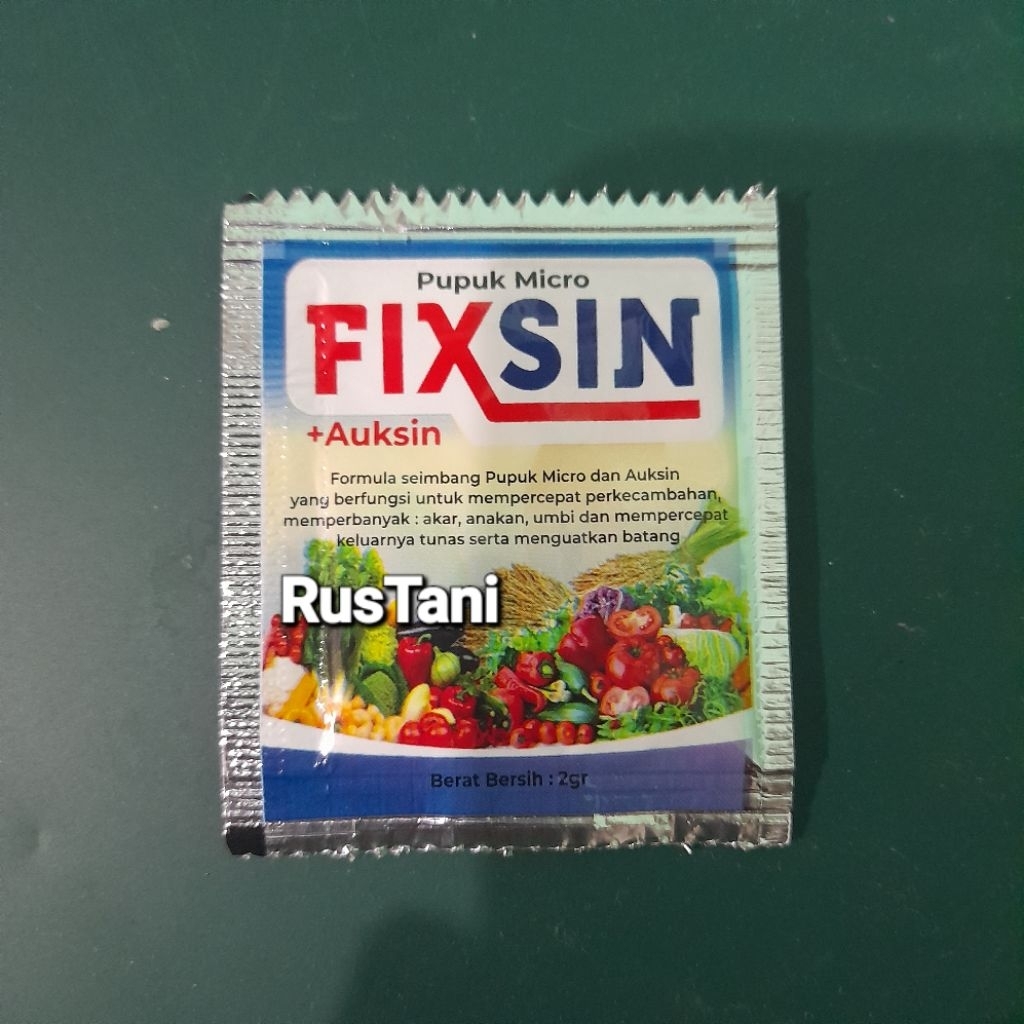 Pupuk Micro
FIXSIN
+Auksin
Formula seimbang Pupuk Micro dan Auksin
yang berfungsi untuk mempercepat perkecambahan,
memperbanyak : akar, anakan, umbi dan mempercepat
keluarnya tunas serta menguatkan batang
RusTani
Berat Bersih : 2gr